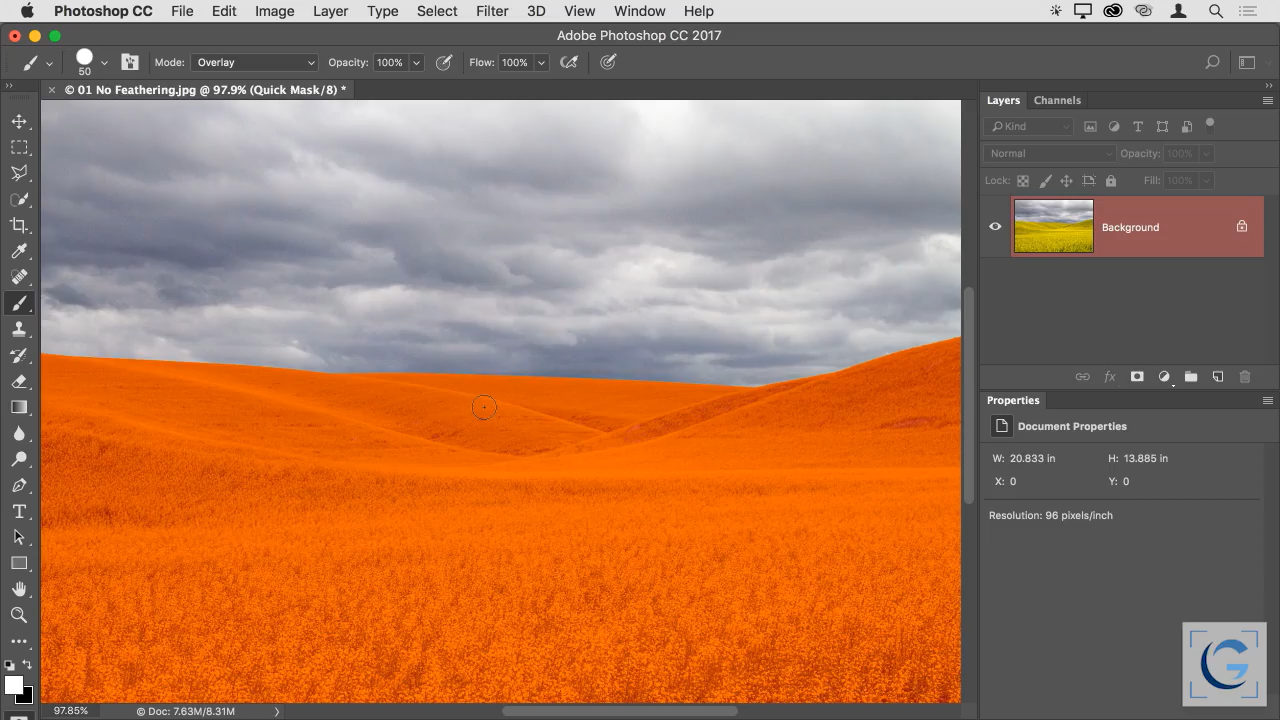 Photoshop CC File Edit Image Layer Type Select Filter 3D View Window Help
Adobe Photoshop CC 2017
50 Mode: Overlay Opacity: 100% Flow: 100%
× © 01 No Feathering.jpg @ 97.9% (Quick Mask/8) *
Layers Channels
Kind
Normal Opacity: 100%
Lock: Fill: 100%
Background
Properties
Document Properties
W: 20.833 in H: 13.885 in
X: 0 Y: 0
Resolution: 96 pixels/inch
97.85% © Doc: 7.63M/8.31M